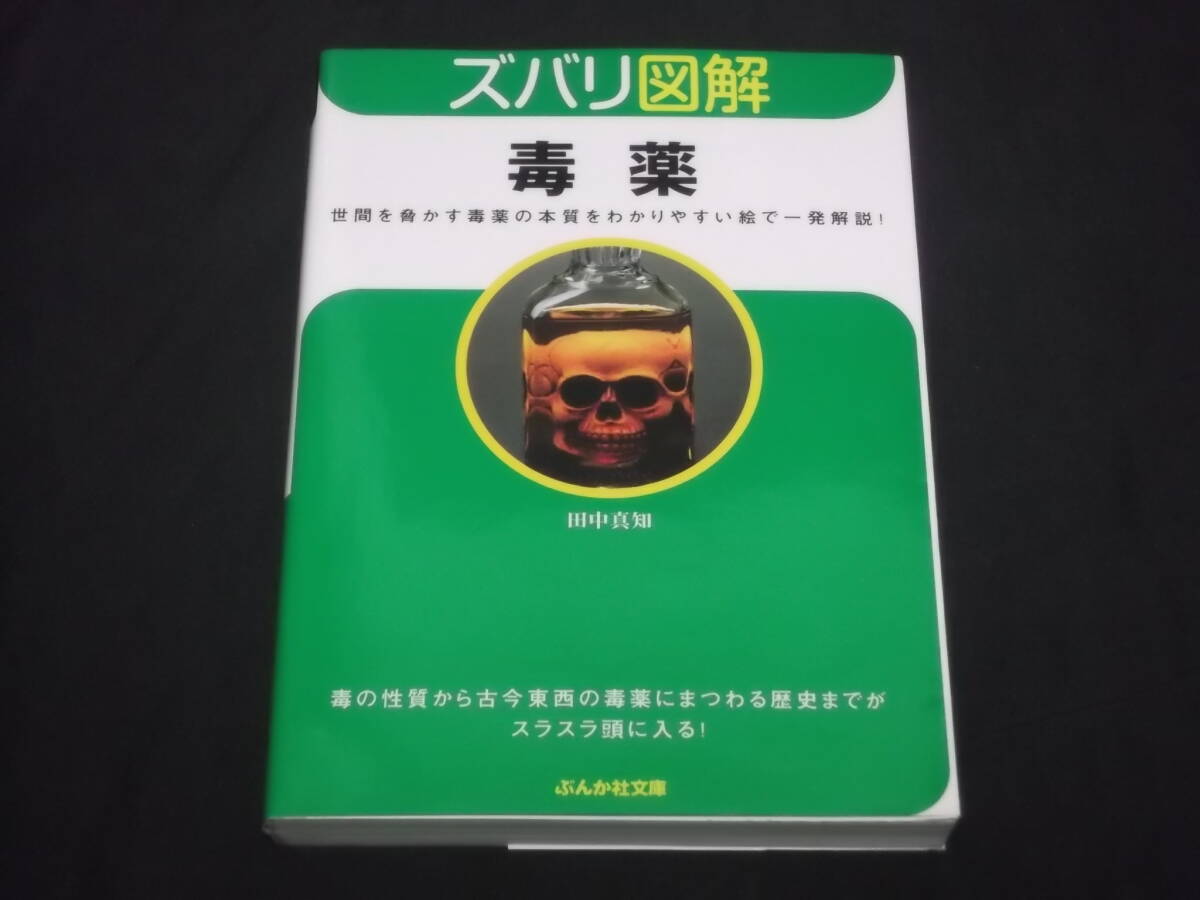 ズバリ図解
毒薬
世間を脅かす毒薬の本質をわかりやすい絵で一発解説!
田中真知
毒の性質から古今東西の毒薬にまつわる歴史までが
スラスラ頭に入る!
ぶんか社文庫